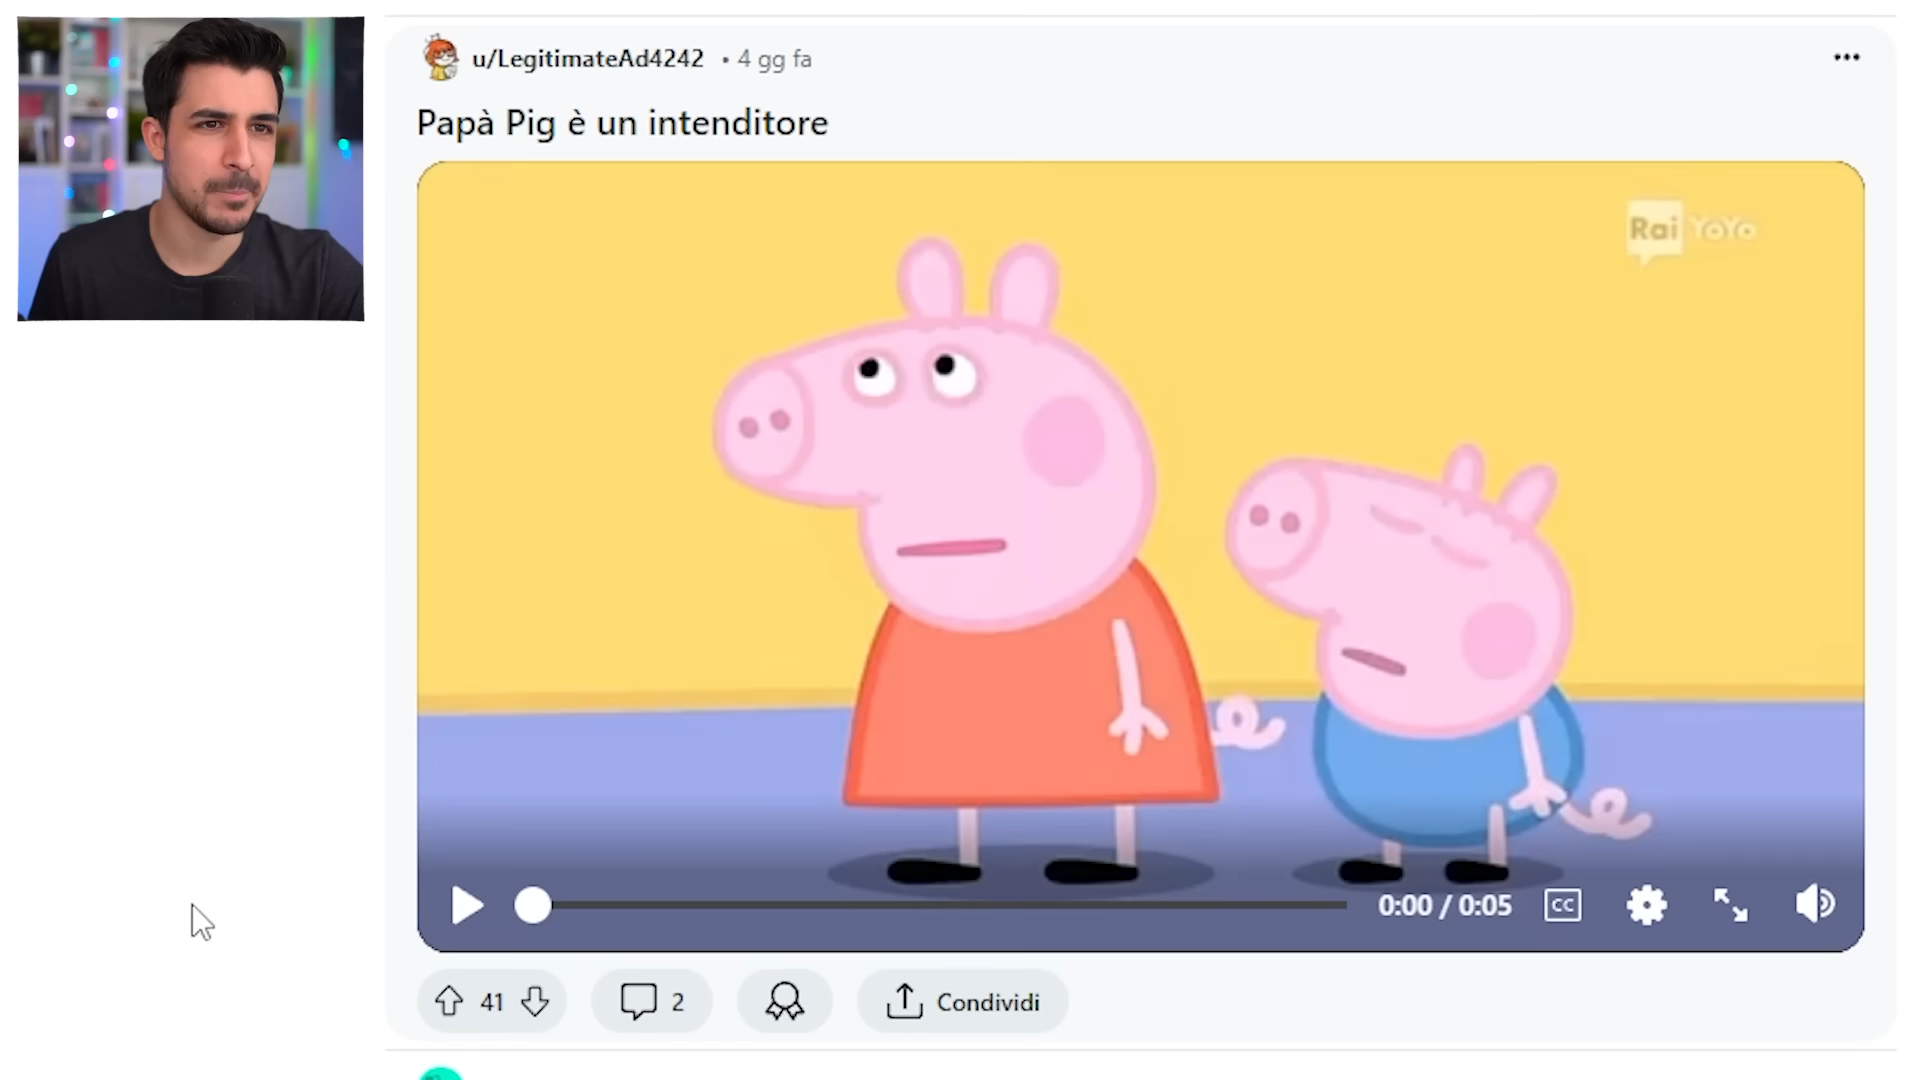 u/LegitimateAd4242 • 4 gg fa
Papà Pig è un intenditore
Rai YoYo
0:00 / 0:05
CC
41
2
Condividi